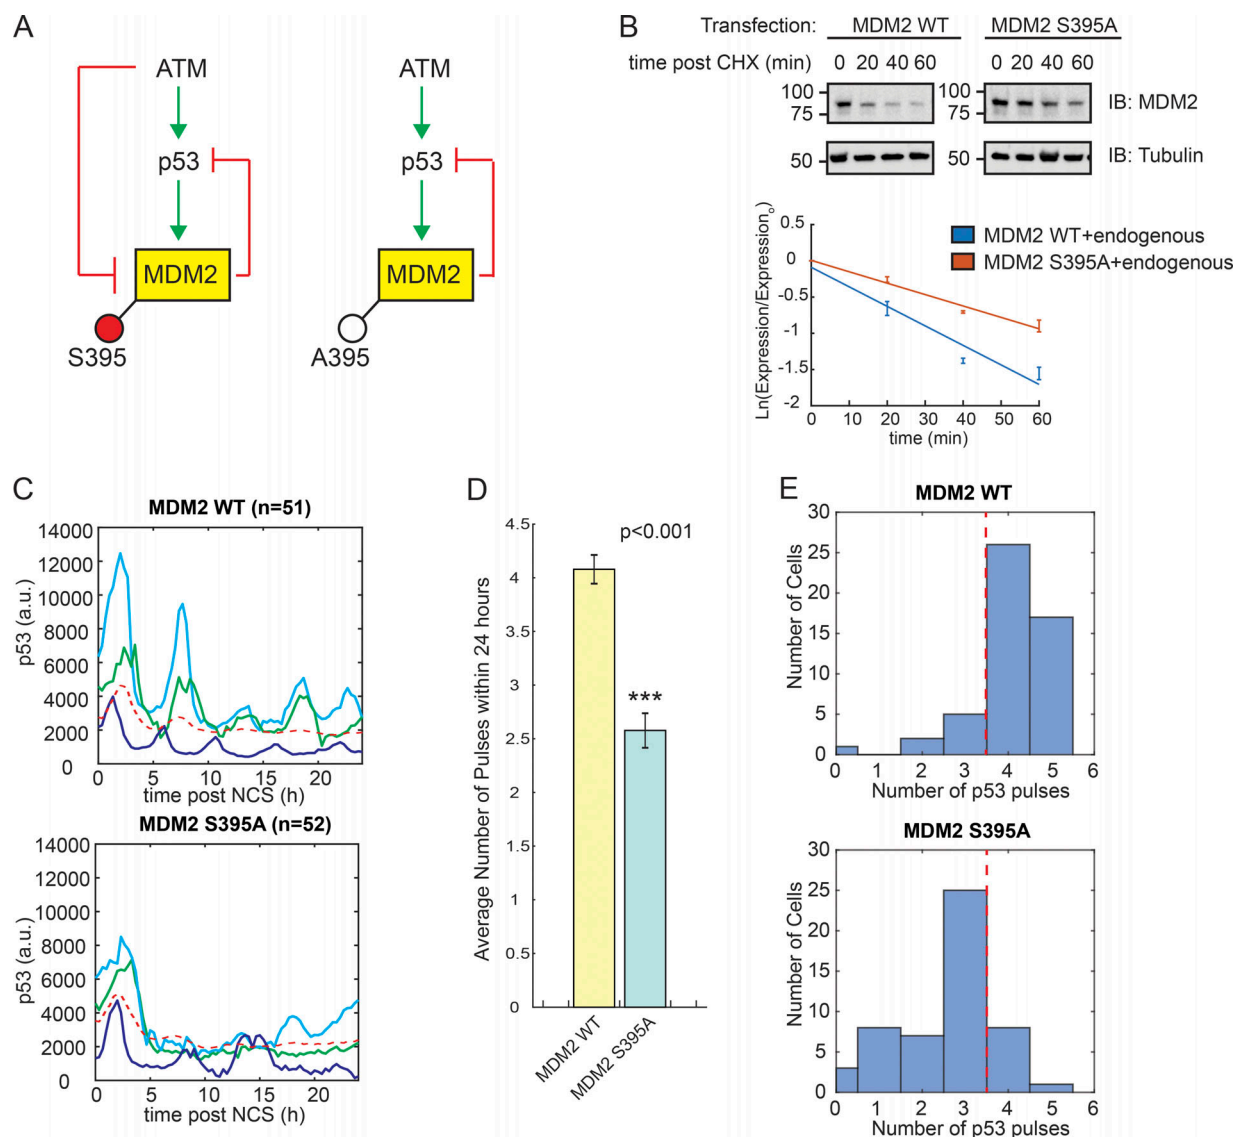 A
ATM
p53
MDM2
S395
ATM
p53
MDM2
A395
B
Transfection: MDM2 WT MDM2 S395A
time post CHX (min) 0 20 40 60 0 20 40 60
100
75
100
75
IB: MDM2
50
50
IB: Tubulin
Ln(Expression/Expression₀)
0.5
0
-0.5
-1
-1.5
-2
0 10 20 30 40 50 60
time (min)
MDM2 WT+endogenous
MDM2 S395A+endogenous
C
MDM2 WT (n=51)
p53 (a.u.)
14000
12000
10000
8000
6000
4000
2000
0
0 5 10 15 20
time post NCS (h)
MDM2 S395A (n=52)
p53 (a.u.)
14000
12000
10000
8000
6000
4000
2000
0
0 5 10 15 20
time post NCS (h)
D
Average Number of Pulses within 24 hours
4.5
4
3.5
3
2.5
2
1.5
1
0.5
0
p<0.001
***
MDM2 WT
MDM2 S395A
E
MDM2 WT
Number of Cells
30
25
20
15
10
5
0
0 1 2 3 4 5 6
Number of p53 pulses
MDM2 S395A
Number of Cells
30
25
20
15
10
5
0
0 1 2 3 4 5 6
Number of p53 pulses